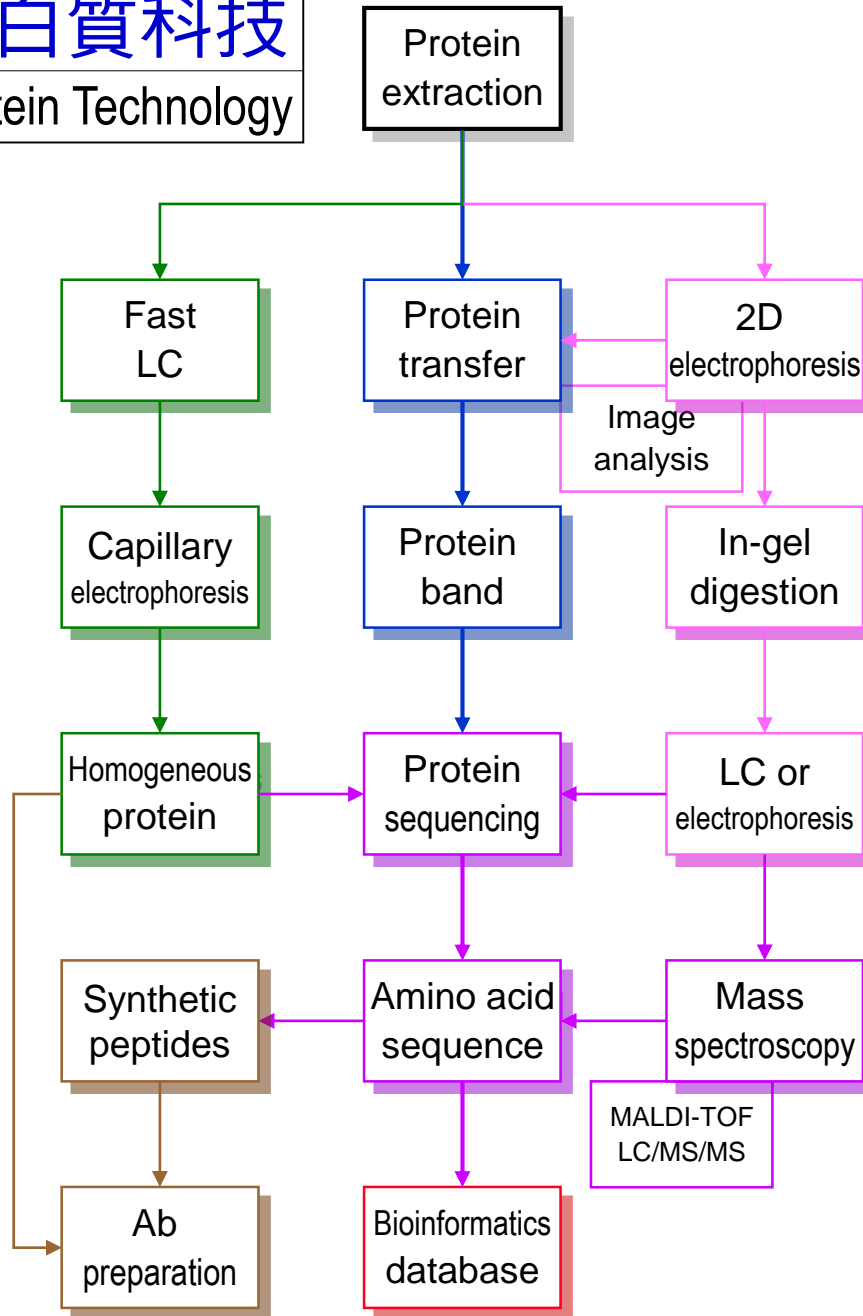 白質科技
tein Technology
Protein
extraction
Fast
LC
Protein
transfer
2D
electrophoresis
Image
analysis
Capillary
electrophoresis
Protein
band
In-gel
digestion
Homogeneous
protein
Protein
sequencing
LC or
electrophoresis
Synthetic
peptides
Amino acid
sequence
Mass
spectroscopy
MALDI-TOF
LC/MS/MS
Ab
preparation
Bioinformatics
database